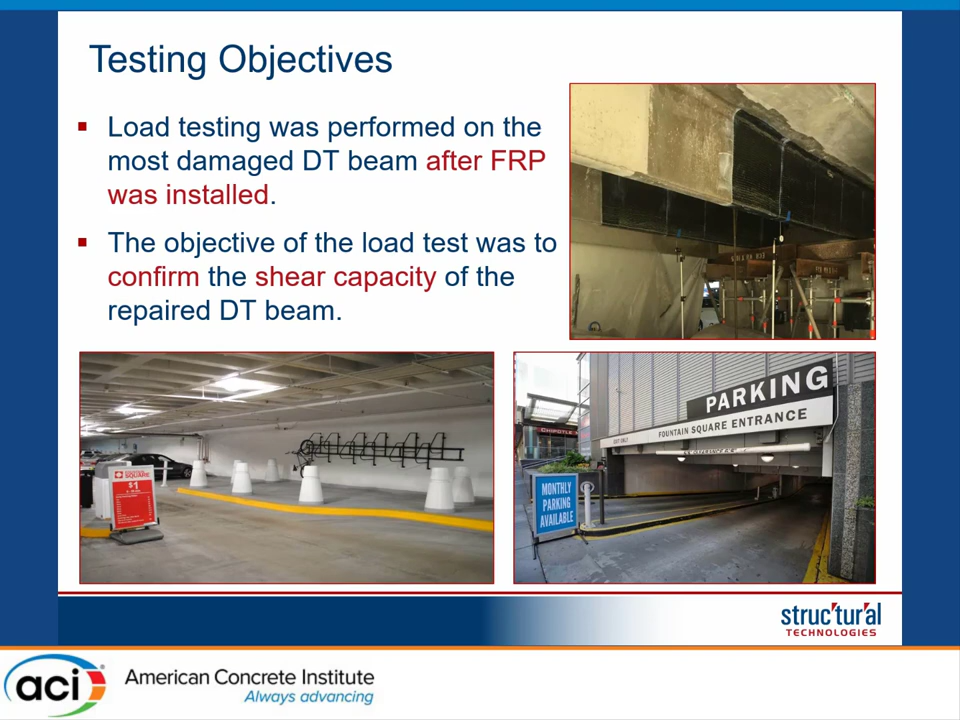 Testing Objectives
Load testing was performed on the
most damaged DT beam after FRP
was installed.
The objective of the load test was to
confirm the shear capacity of the
repaired DT beam.
SQUARE
$1
PARKING
FOUNTAIN SQUARE ENTRANCE
CHIPOTLE
MONTHLY
PARKING
AVAILABLE
struc'tur'al
TECHNOLOGIES
aci
American Concrete Institute
Always advancing